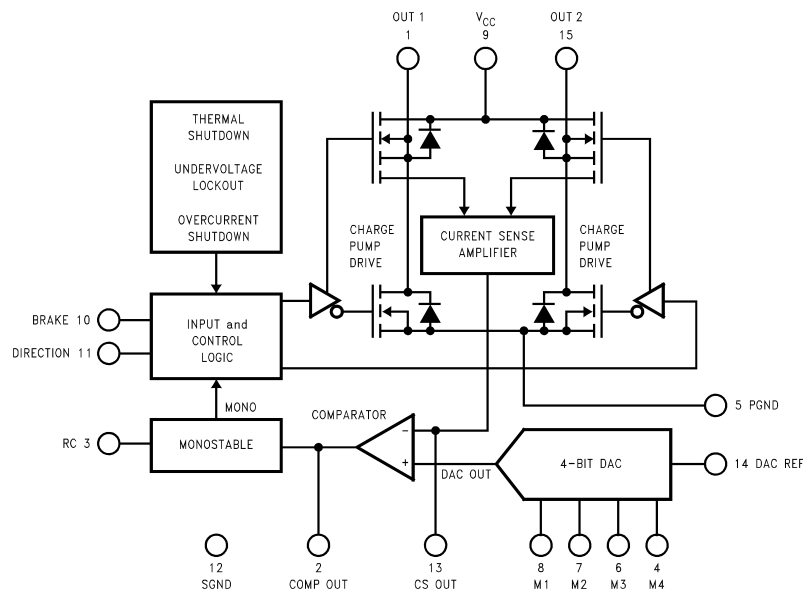 OUT 1
1
VCC
9
OUT 2
15
THERMAL
SHUTDOWN
UNDERVOLTAGE
LOCKOUT
OVERCURRENT
SHUTDOWN
CHARGE
PUMP
DRIVE
CURRENT SENSE
AMPLIFIER
CHARGE
PUMP
DRIVE
BRAKE 10
DIRECTION 11
INPUT and
CONTROL
LOGIC
MONO
COMPARATOR
5 PGND
RC 3
MONOSTABLE
-
+
DAC OUT
4-BIT DAC
14 DAC REF
12
SGND
2
COMP OUT
13
CS OUT
8
M1
7
M2
6
M3
4
M4